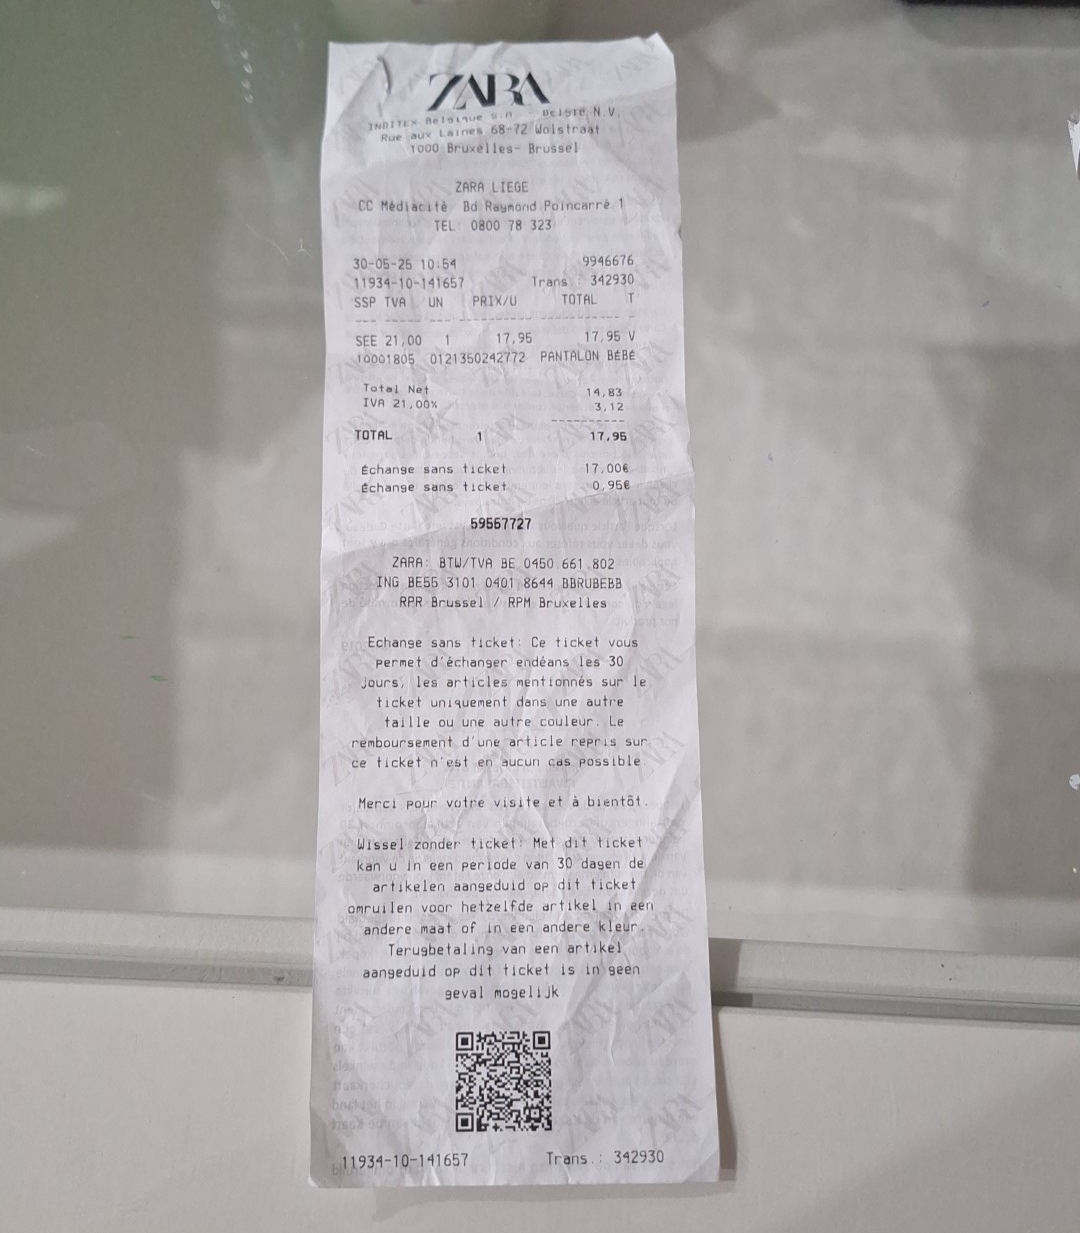 ZARA
INDITEX Belgique S.A. - België N.V.
Rue aux Laines 68-72 Wolstraat
1000 Bruxelles- Brussel
ZARA LIEGE
CC Médiacité Bd Raymond Poincarré 1
TEL: 0800 78 323
30-05-25 10:54 9946676
11934-10-141657 Trans.: 342930
SSP TVA UN PRIX/U TOTAL T
SEE 21,00 1 17,95 17,95 V
10001805 0121350242772 PANTALON BÉBÉ
Total Net 14,83
IVA 21,00% 3,12
TOTAL 1 17,95
Échange sans ticket 17,00€
Échange sans ticket 0,95€
59557727
ZARA: BTW/TVA BE 0450.661.802
ING BE55 3101 0401 8644 BBRUBEBB
RPR Brussel / RPM Bruxelles
Echange sans ticket: Ce ticket vous
permet d'échanger endéans les 30
jours, les articles mentionnés sur le
ticket uniquement dans une autre
taille ou une autre couleur. Le
remboursement d'une article repris sur
ce ticket n'est en aucun cas possible.
Merci pour votre visite et à bientôt.
Wissel zonder ticket: Met dit ticket
kan u in een periode van 30 dagen de
artikelen aangeduid op dit ticket
omruilen voor hetzelfde artikel in een
andere maat of in een andere kleur.
Terugbetaling van een artikel
aangeduid op dit ticket is in geen
geval mogelijk
11934-10-141657 Trans.: 342930